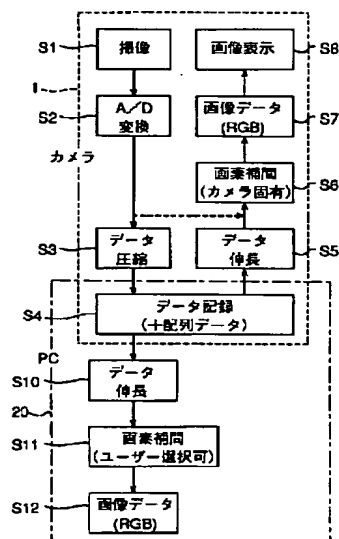 S1
撮像
S8
画像表示
1
S2
A/D
変換
画像データ
(RGB)
S7
カメラ
画素補間
(カメラ固有)
S6
S3
データ
圧縮
データ
伸長
S5
S4
データ記録
(+配列データ)
PC
S10
データ
伸長
20
S11
画素補間
(ユーザー選択可)
S12
画像データ
(RGB)